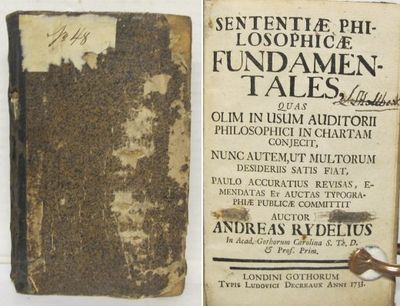 1848
SENTENTIÆ PHI-
LOSOPHICÆ
FUNDAMEN-
TALES,
QUAS
OLIM IN USUM AUDITORII
PHILOSOPHICI IN CHARTAM
CONJECIT,
NUNC AUTEM, UT MULTORUM
DESIDERIIS SATIS FIAT,
PAULO ACCURATIUS REVISAS, E-
MENDATAS ET AUCTAS TYPOGRA-
PHIÆ PUBLICÆ COMMITTIT
AUCTOR
ANDREAS RYDELIUS
In Acad. Gothorum Carolina S. Th. D.
& Prof. Prim.
LONDINI GOTHORUM
TYPIS LUDOVICI DECREAUX ANNI